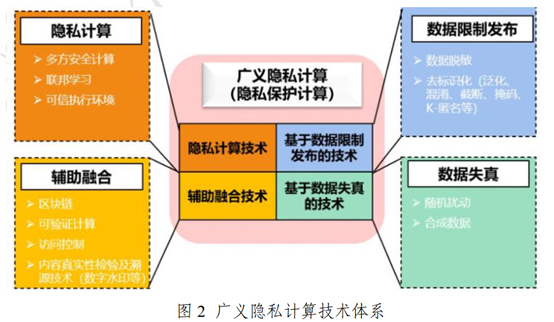 隐私计算
多方安全计算
联邦学习
可信执行环境
广义隐私计算
(隐私保护计算)
数据限制发布
数据脱敏
去标识化（泛化、
混淆、截断、掩码、
K-匿名等）
隐私计算技术
基于数据限制
发布的技术
辅助融合技术
基于数据失真
的技术
辅助融合
区块链
可验证计算
访问控制
内容真实性检验及溯
源技术（数字水印等）
数据失真
随机扰动
合成数据
图 2 广义隐私计算技术体系